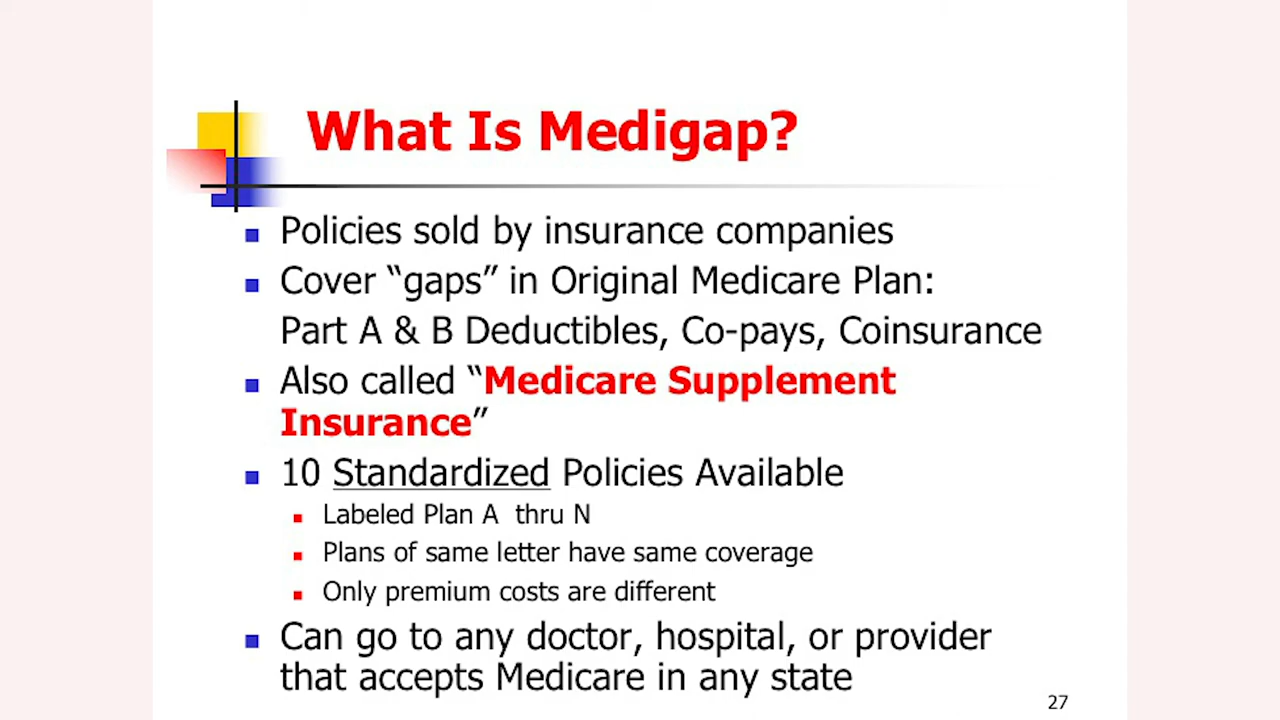 What Is Medigap?
Policies sold by insurance companies
Cover “gaps” in Original Medicare Plan:
Part A & B Deductibles, Co-pays, Coinsurance
Also called “Medicare Supplement
Insurance”
10 Standardized Policies Available
Labeled Plan A thru N
Plans of same letter have same coverage
Only premium costs are different
Can go to any doctor, hospital, or provider
that accepts Medicare in any state
27